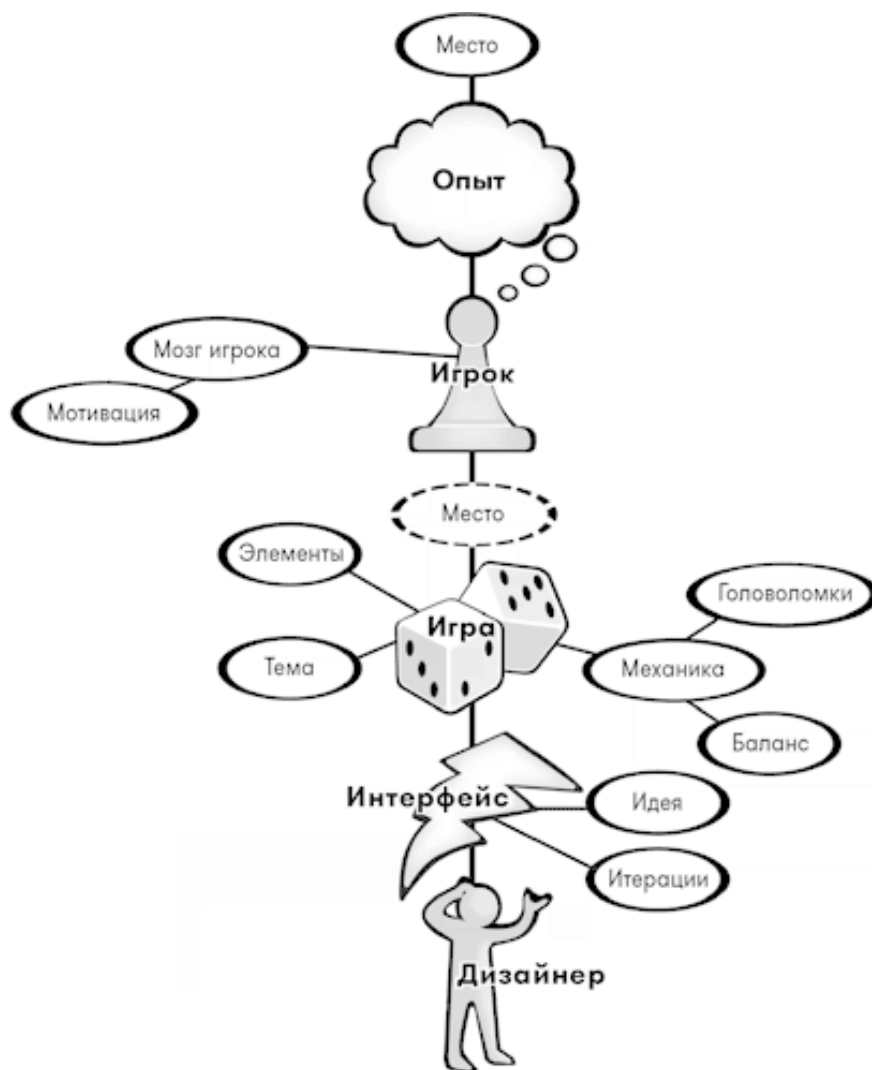 Место
Опыт
Мозг игрока
Игрок
Мотивация
Место
Элементы
Головоломки
Игра
Тема
Механика
Баланс
Интерфейс
Идея
Итерации
Дизайнер